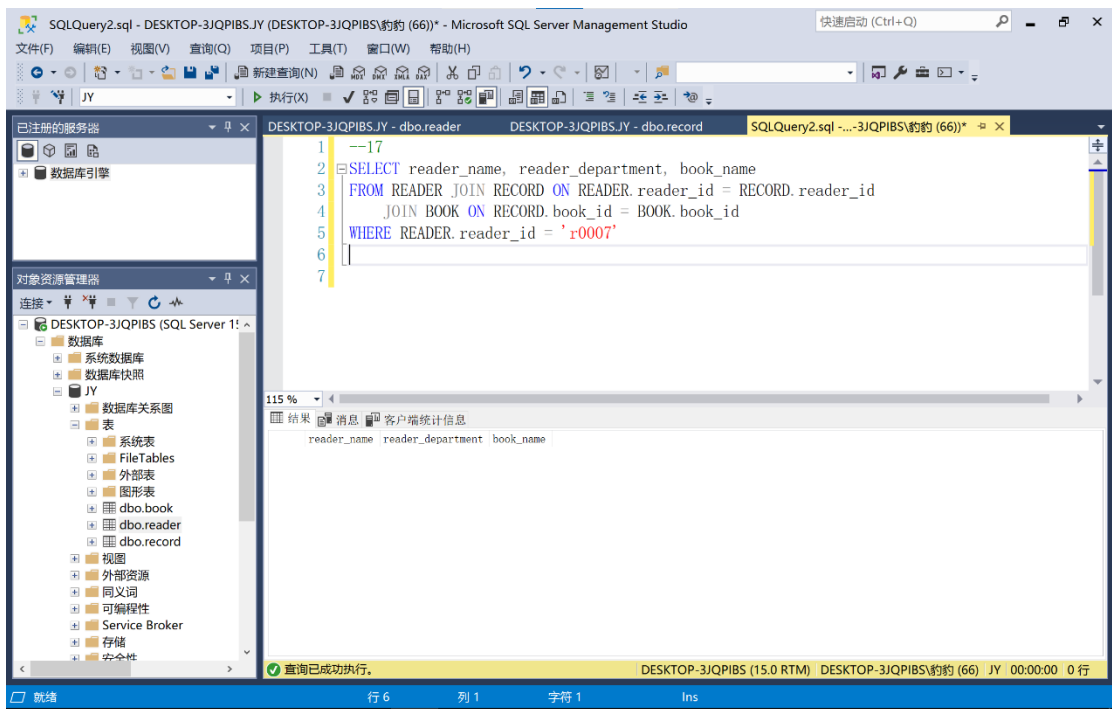 SQLQuery2.sql - DESKTOP-3JQPIBS.JY (DESKTOP-3JQPIBS\豹豹 (66))* - Microsoft SQL Server Management Studio
快速启动 (Ctrl+Q)
文件(F) 编辑(E) 视图(V) 查询(Q) 项目(P) 工具(T) 窗口(W) 帮助(H)
新建查询(N)
JY 执行(X)
已注册的服务器
数据库引擎
DESKTOP-3JQPIBS.JY - dbo.reader DESKTOP-3JQPIBS.JY - dbo.record SQLQuery2.sql -...-3JQPIBS\豹豹 (66))*
1 --17
2 SELECT reader_name, reader_department, book_name
3 FROM READER JOIN RECORD ON READER.reader_id = RECORD.reader_id
4 JOIN BOOK ON RECORD.book_id = BOOK.book_id
5 WHERE READER.reader_id = 'r0007'
6
7
对象资源管理器
连接
DESKTOP-3JQPIBS (SQL Server 15
数据库
系统数据库
数据库快照
JY
数据库关系图
表
系统表
FileTables
外部表
图形表
dbo.book
dbo.reader
dbo.record
视图
外部资源
同义词
可编程性
Service Broker
存储
安全性
115 %
结果 消息 客户端统计信息
reader_name reader_department book_name
查询已成功执行。 DESKTOP-3JQPIBS (15.0 RTM) DESKTOP-3JQPIBS\豹豹 (66) JY 00:00:00 0 行
就绪 行 6 列 1 字符 1 Ins